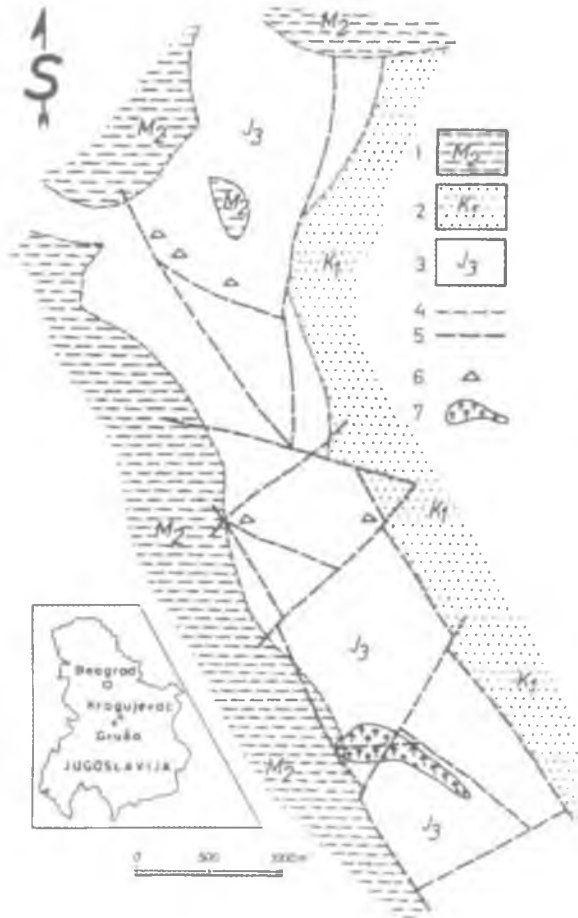 S
M2
M2
J3
M2
K1
1 M2
2 K1
3 J3
4
5
6
7
M2
K1
J3
K1
M2
J3
Beograd
Kragujevac
Gruža
JUGOSLAVIJA
0 500 1000m